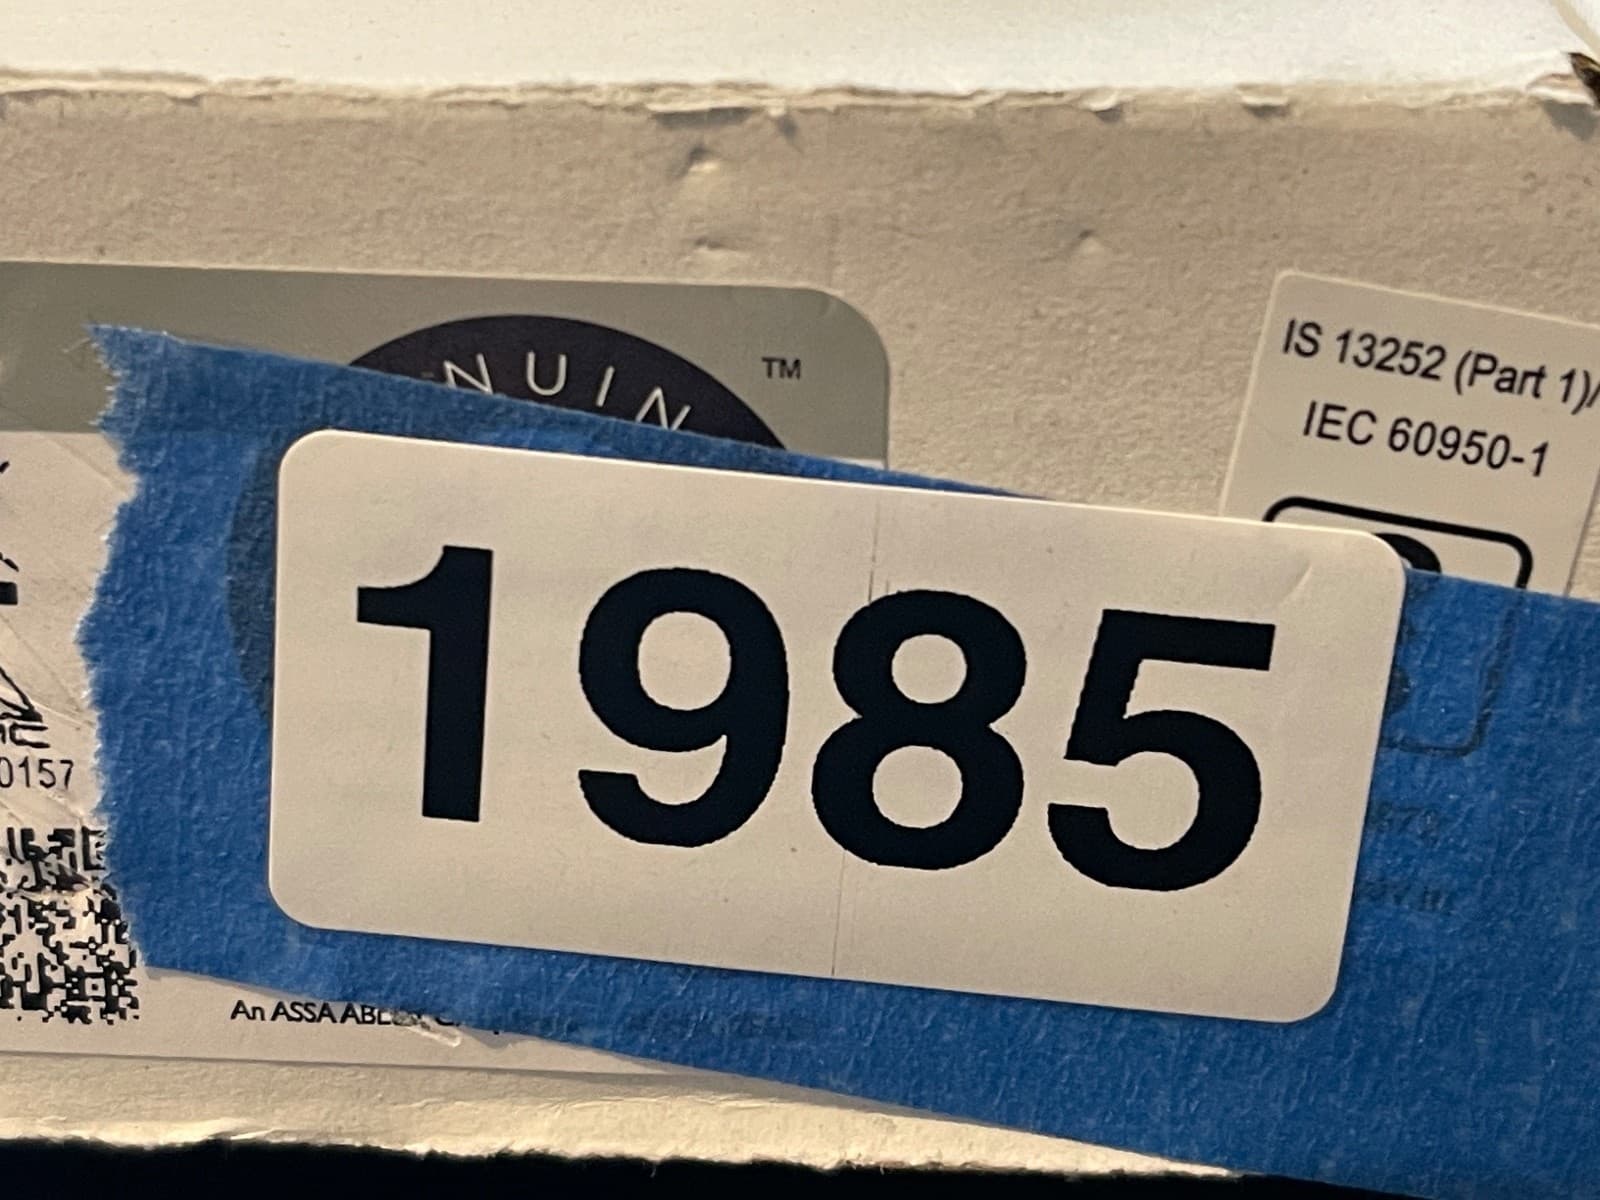 NUIN
TM
IS 13252 (Part 1)/
IEC 60950-1
1985
0157
An ASSA ABL